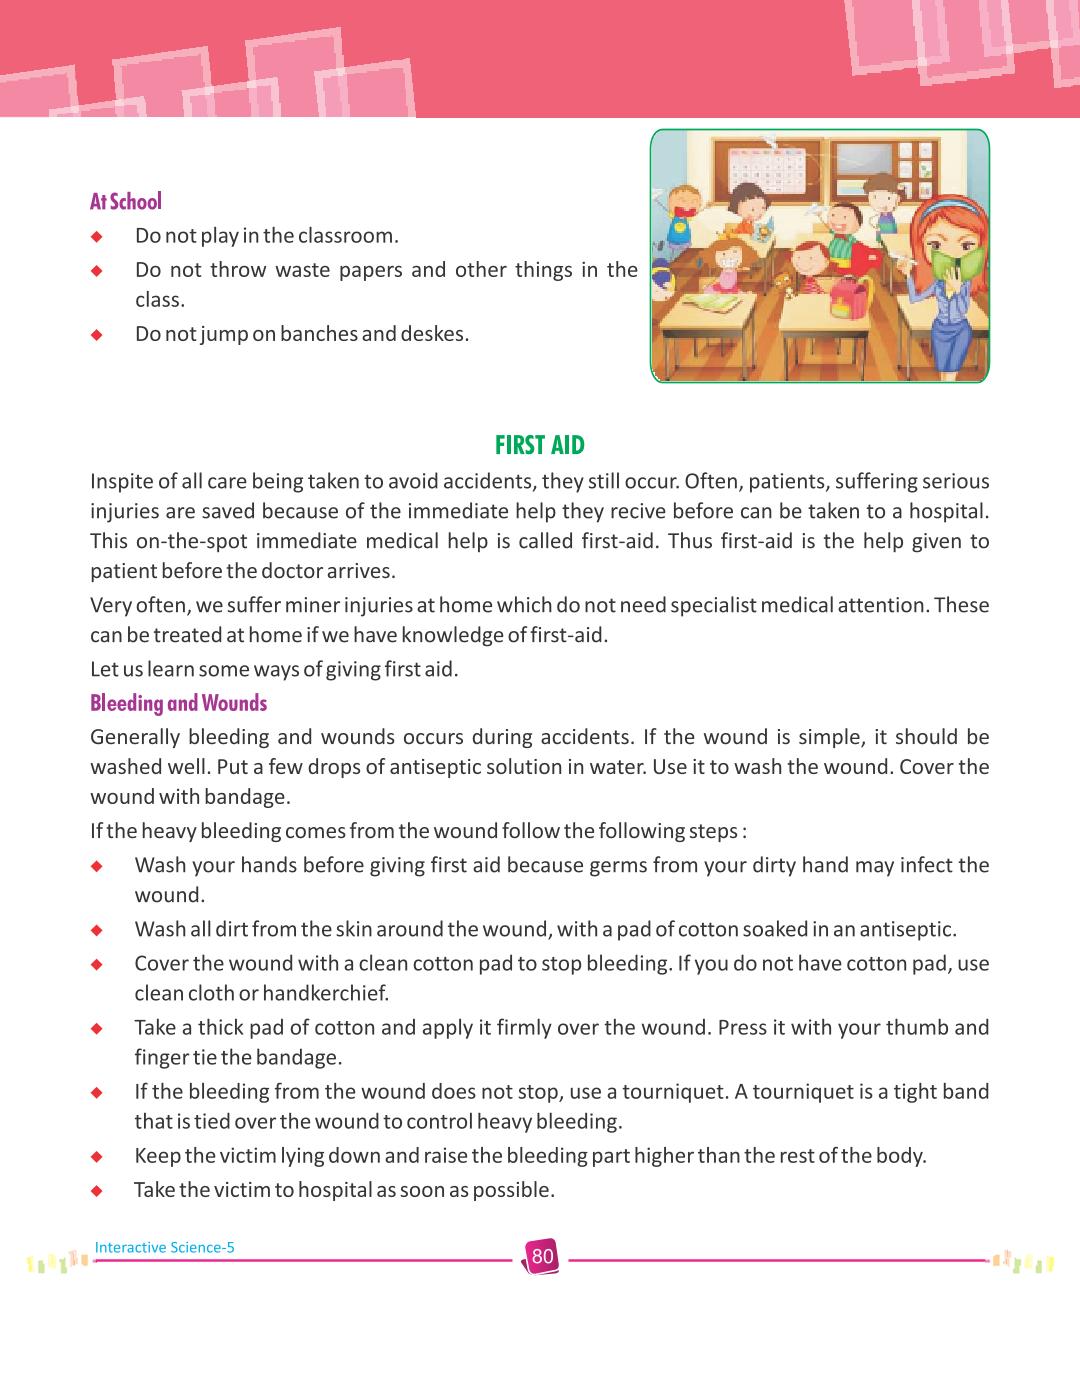 At School
◆ Do not play in the classroom.
◆ Do not throw waste papers and other things in the
class.
◆ Do not jump on banches and deskes.
FIRST AID
Inspite of all care being taken to avoid accidents, they still occur. Often, patients, suffering serious
injuries are saved because of the immediate help they recive before can be taken to a hospital.
This on-the-spot immediate medical help is called first-aid. Thus first-aid is the help given to
patient before the doctor arrives.
Very often, we suffer miner injuries at home which do not need specialist medical attention. These
can be treated at home if we have knowledge of first-aid.
Let us learn some ways of giving first aid.
Bleeding and Wounds
Generally bleeding and wounds occurs during accidents. If the wound is simple, it should be
washed well. Put a few drops of antiseptic solution in water. Use it to wash the wound. Cover the
wound with bandage.
If the heavy bleeding comes from the wound follow the following steps :
◆ Wash your hands before giving first aid because germs from your dirty hand may infect the
wound.
◆ Wash all dirt from the skin around the wound, with a pad of cotton soaked in an antiseptic.
◆ Cover the wound with a clean cotton pad to stop bleeding. If you do not have cotton pad, use
clean cloth or handkerchief.
◆ Take a thick pad of cotton and apply it firmly over the wound. Press it with your thumb and
finger tie the bandage.
◆ If the bleeding from the wound does not stop, use a tourniquet. A tourniquet is a tight band
that is tied over the wound to control heavy bleeding.
◆ Keep the victim lying down and raise the bleeding part higher than the rest of the body.
◆ Take the victim to hospital as soon as possible.
Interactive Science-5
80